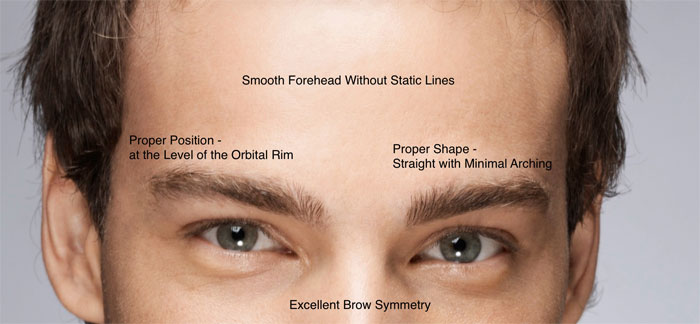 Smooth Forehead Without Static Lines
Proper Position -
at the Level of the Orbital Rim
Proper Shape -
Straight with Minimal Arching
Excellent Brow Symmetry